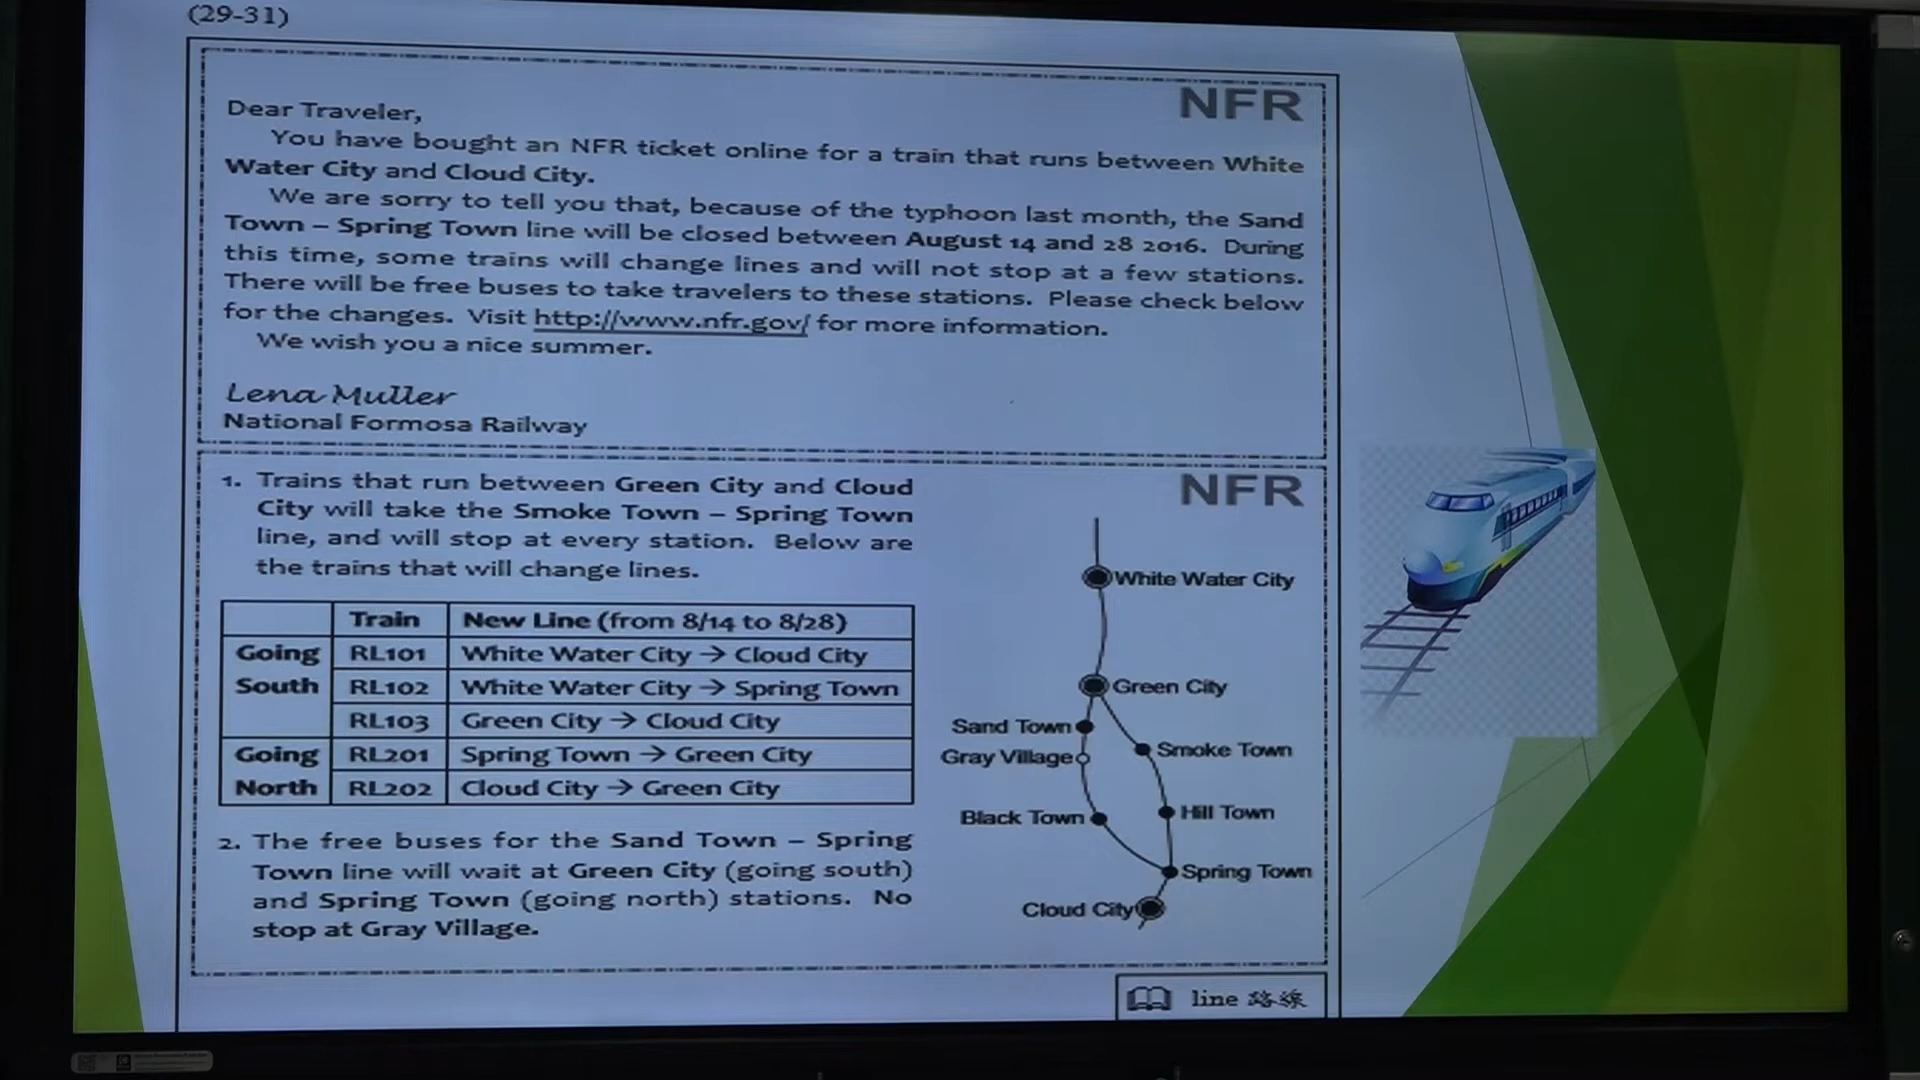 (29-31)
NFR
Dear Traveler,
You have bought an NFR ticket online for a train that runs between White
Water City and Cloud City.
We are sorry to tell you that, because of the typhoon last month, the Sand
Town – Spring Town line will be closed between August 14 and 28 2016. During
this time, some trains will change lines and will not stop at a few stations.
There will be free buses to take travelers to these stations. Please check below
for the changes. Visit http://www.nfr.gov/ for more information.
We wish you a nice summer.
Lena Muller
National Formosa Railway
NFR
1. Trains that run between Green City and Cloud
City will take the Smoke Town – Spring Town
line, and will stop at every station. Below are
the trains that will change lines.
Train New Line (from 8/14 to 8/28)
Going RL101 White Water City → Cloud City
South RL102 White Water City → Spring Town
RL103 Green City → Cloud City
Going RL201 Spring Town → Green City
North RL202 Cloud City → Green City
2. The free buses for the Sand Town – Spring
Town line will wait at Green City (going south)
and Spring Town (going north) stations. No
stop at Gray Village.
White Water City
Green City
Sand Town
Smoke Town
Gray Village
Hill Town
Black Town
Spring Town
Cloud City
line 路線